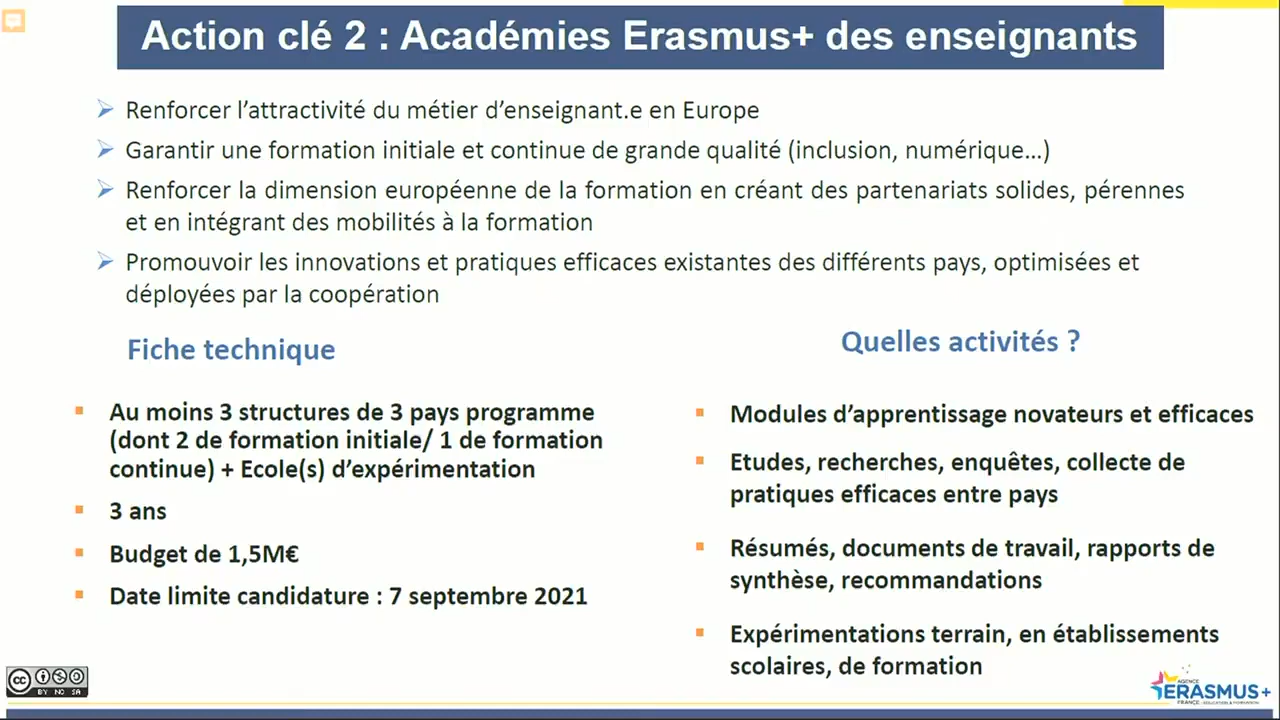 Action clé 2 : Académies Erasmus+ des enseignants
Renforcer l’attractivité du métier d’enseignant.e en Europe
Garantir une formation initiale et continue de grande qualité (inclusion, numérique…)
Renforcer la dimension européenne de la formation en créant des partenariats solides, pérennes
et en intégrant des mobilités à la formation
Promouvoir les innovations et pratiques efficaces existantes des différents pays, optimisées et
déployées par la coopération
Fiche technique
Au moins 3 structures de 3 pays programme
(dont 2 de formation initiale/ 1 de formation
continue) + Ecole(s) d’expérimentation
3 ans
Budget de 1,5M€
Date limite candidature : 7 septembre 2021
Quelles activités ?
Modules d’apprentissage novateurs et efficaces
Etudes, recherches, enquêtes, collecte de
pratiques efficaces entre pays
Résumés, documents de travail, rapports de
synthèse, recommandations
Expérimentations terrain, en établissements
scolaires, de formation
cc
BY NC SA
AGENCE
ERASMUS+
FRANCE / EDUCATION & FORMATION